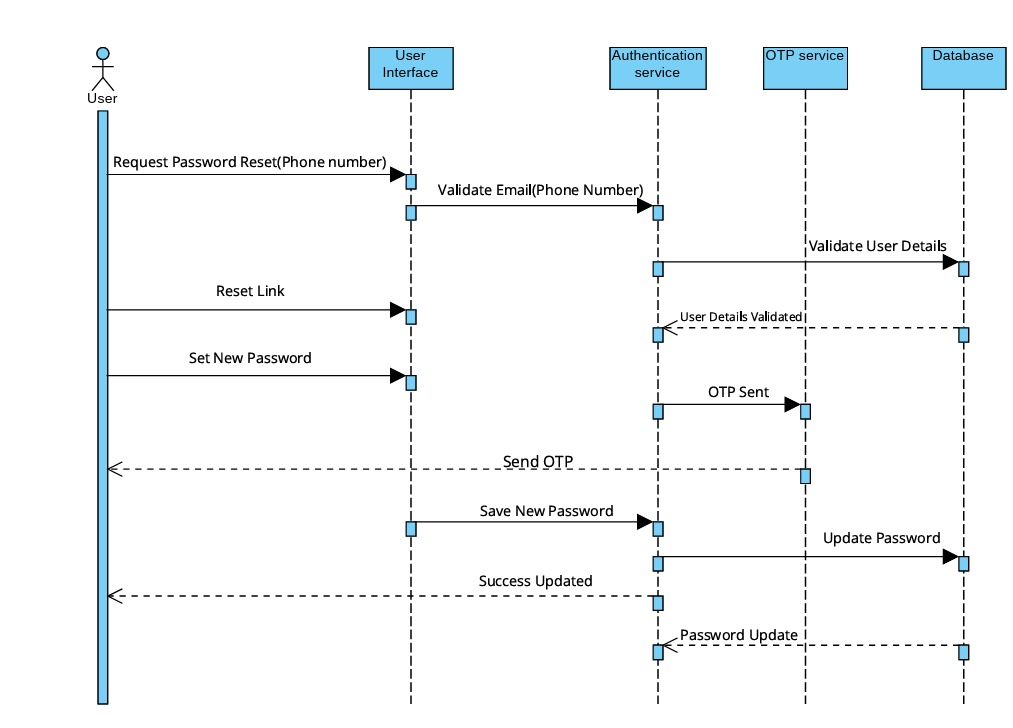 User
User
Interface
Authentication
service
OTP service
Database
Request Password Reset(Phone number)
Validate Email(Phone Number)
Validate User Details
Reset Link
User Details Validated
Set New Password
OTP Sent
Send OTP
Save New Password
Update Password
Success Updated
Password Update